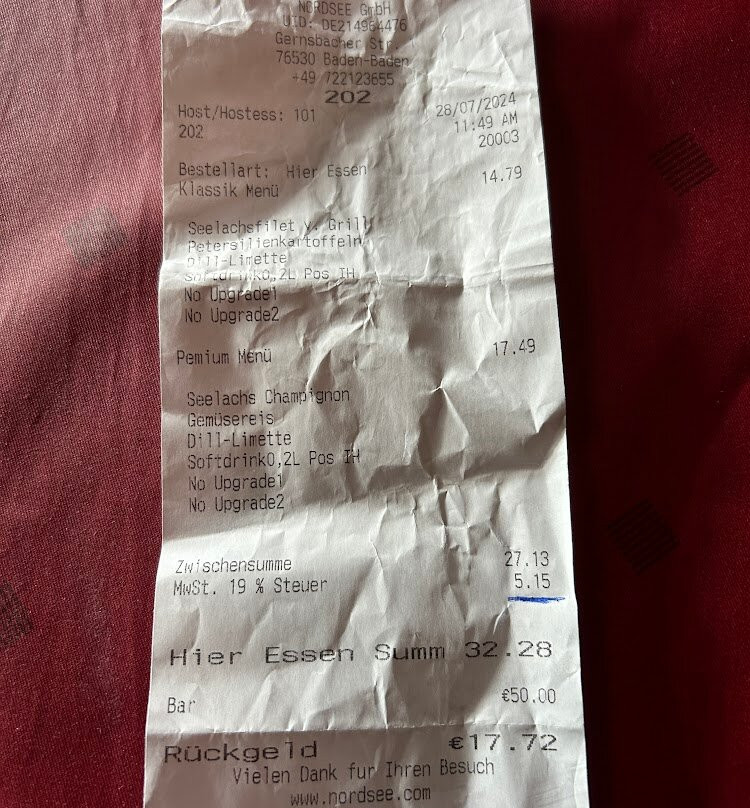 NORDSEE GmbH
UID: DE214964476
Gernsbacher Str.
76530 Baden-Baden
+49 722123655
202
Host/Hostess: 101 28/07/2024
202 11:49 AM
20003
Bestellart: Hier Essen
Klassik Menü 14.79
Seelachsfilet v. Grill
Petersilienkartoffeln
Dill-Limette
Softdrink0,2L Pos IH
No Upgrade1
No Upgrade2
Pemium Menü 17.49
Seelachs Champignon
Gemüsereis
Dill-Limette
Softdrink0,2L Pos IH
No Upgrade1
No Upgrade2
Zwischensumme 27.13
MwSt. 19 % Steuer 5.15
Hier Essen Summ 32.28
Bar €50.00
Rückgeld €17.72
Vielen Dank fur Ihren Besuch
www.nordsee.com